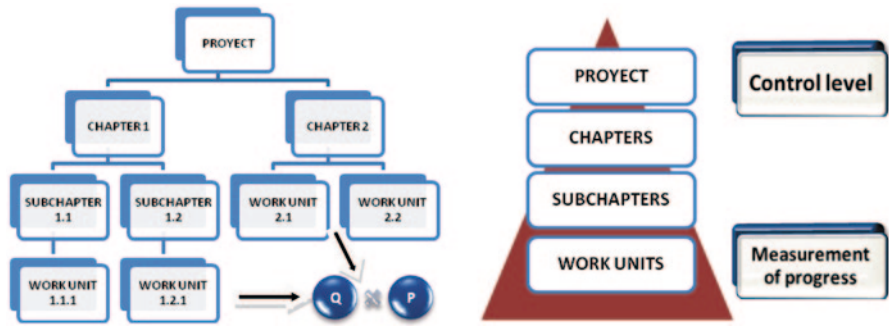 PROYECT
CHAPTER 1
CHAPTER 2
SUBCHAPTER
1.1
SUBCHAPTER
1.2
WORK UNIT
2.1
WORK UNIT
2.2
WORK UNIT
1.1.1
WORK UNIT
1.2.1
Q
P
PROYECT
CHAPTERS
SUBCHAPTERS
WORK UNITS
Control level
Measurement
of progress